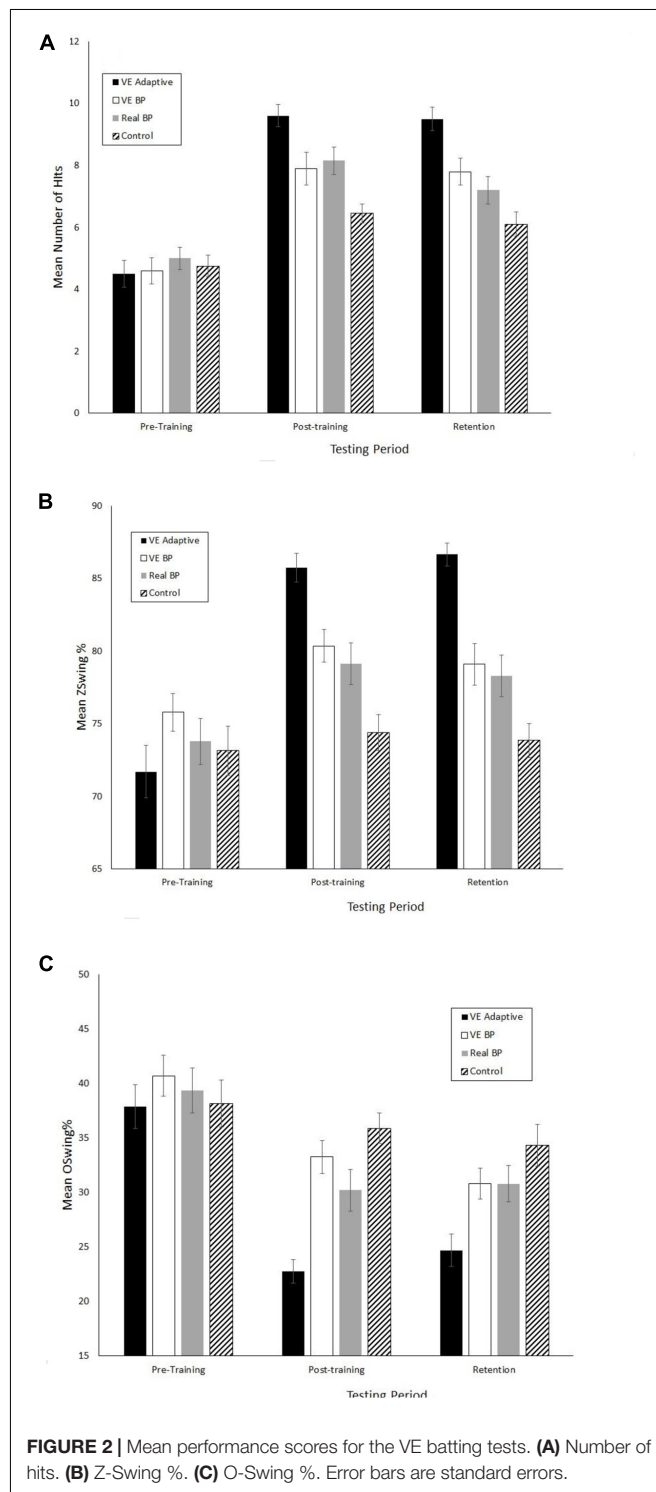 A
12
10
8
6
4
2
0
Mean Number of Hits
VE Adaptive
VE BP
Real BP
Control
Pre-Training Post-training Retention
Testing Period
B
90
85
80
75
70
65
Mean ZSwing %
VE Adaptive
VE BP
Real BP
Control
Pre-Training Post-training Retention
Testing Period
C
50
45
40
35
30
25
20
15
Mean OSwing%
VE Adaptive
VE BP
Real BP
Control
Pre-Training Post-training Retention
Testing Period
FIGURE 2 | Mean performance scores for the VE batting tests. (A) Number of
hits. (B) Z-Swing %. (C) O-Swing %. Error bars are standard errors.